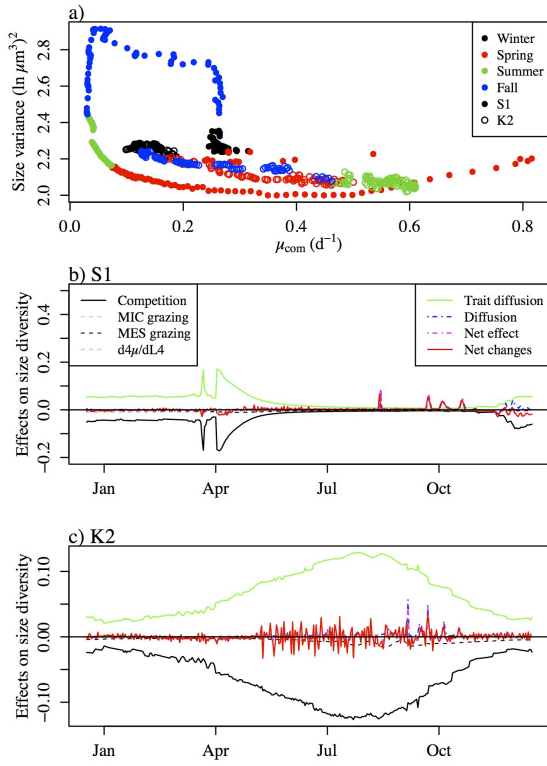 a)
Size variance (ln µm³)²
2.0 2.2 2.4 2.6 2.8
Winter
Spring
Summer
Fall
S1
K2
0.0 0.2 0.4 0.6 0.8
µcom (d⁻¹)
b) S1
Effects on size diversity
−0.2 0.0 0.2 0.4
Competition
MIC grazing
MES grazing
d4µ/dL4
Trait diffusion
Diffusion
Net effect
Net changes
Jan Apr Jul Oct
c) K2
Effects on size diversity
−0.10 0.00 0.05 0.10
Jan Apr Jul Oct